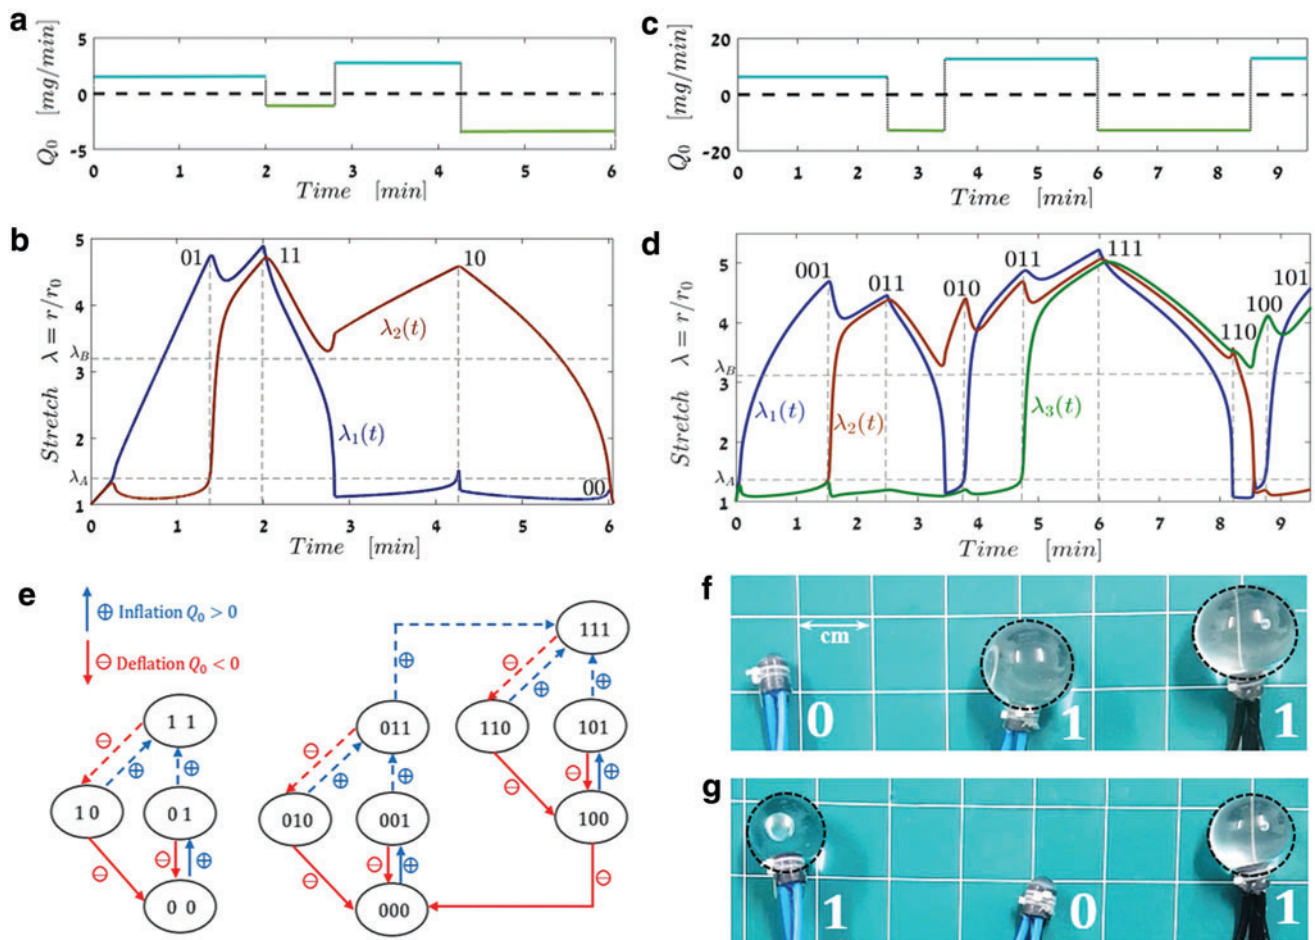 a
Q₀ [mg/min]
5
0
-5
0 1 2 3 4 5 6
Time [min]
b
Stretch λ = r/r₀
5
4
λB
3
2
λA
1
01
11
10
00
λ₂(t)
λ₁(t)
0 1 2 3 4 5 6
Time [min]
c
Q₀ [mg/min]
20
0
-20
0 1 2 3 4 5 6 7 8 9
Time [min]
d
Stretch λ = r/r₀
5
4
λB
3
2
λA
1
001
011
010
011
111
110
100
101
λ₁(t)
λ₂(t)
λ₃(t)
0 1 2 3 4 5 6 7 8 9
Time [min]
e
⊕ Inflation Q₀ > 0
⊖ Deflation Q₀ < 0
1 1
⊖
⊕
⊕
1 0
0 1
⊖
⊖
⊕
0 0
111
⊕
⊖
⊕
⊕
011
110
101
⊖
⊕
⊕
⊖
⊖
⊕
010
001
100
⊖
⊖
⊕
⊖
000
f
cm
0
1
1
g
1
0
1